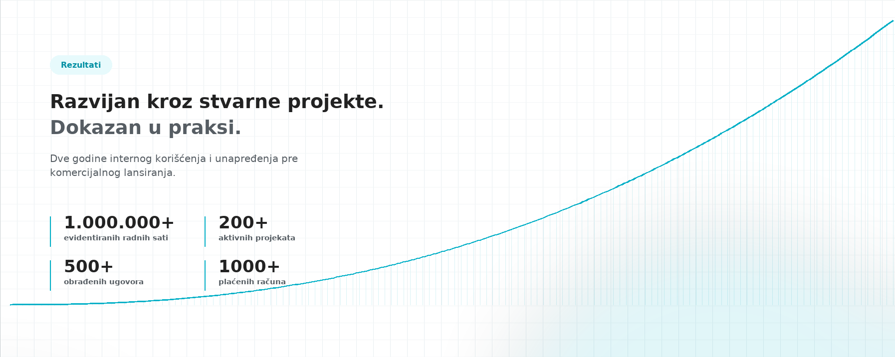 Rezultati
Razvijan kroz stvarne projekte.
Dokazan u praksi.
Dve godine internog korišćenja i unapređenja pre
komercijalnog lansiranja.
1.000.000+
evidentiranih radnih sati
200+
aktivnih projekata
500+
obrađenih ugovora
1000+
plaćenih računa